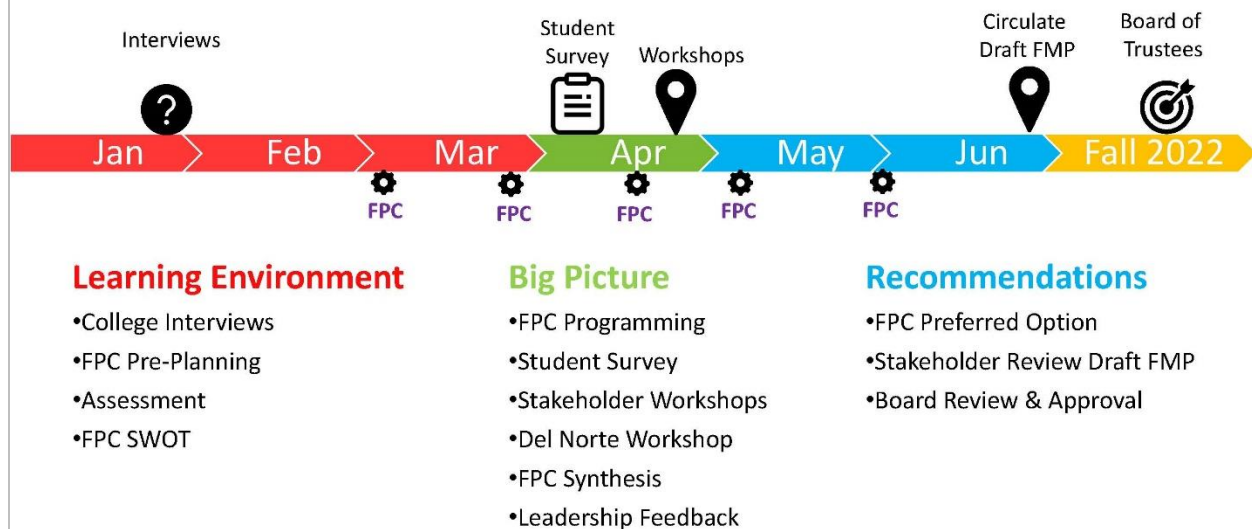 Interviews
Student
Survey
Workshops
Circulate
Draft FMP
Board of
Trustees
?
Jan
Feb
Mar
Apr
May
Jun
Fall 2022
FPC
FPC
FPC
FPC
FPC
Learning Environment
•College Interviews
•FPC Pre-Planning
•Assessment
•FPC SWOT
Big Picture
•FPC Programming
•Student Survey
•Stakeholder Workshops
•Del Norte Workshop
•FPC Synthesis
•Leadership Feedback
Recommendations
•FPC Preferred Option
•Stakeholder Review Draft FMP
•Board Review & Approval